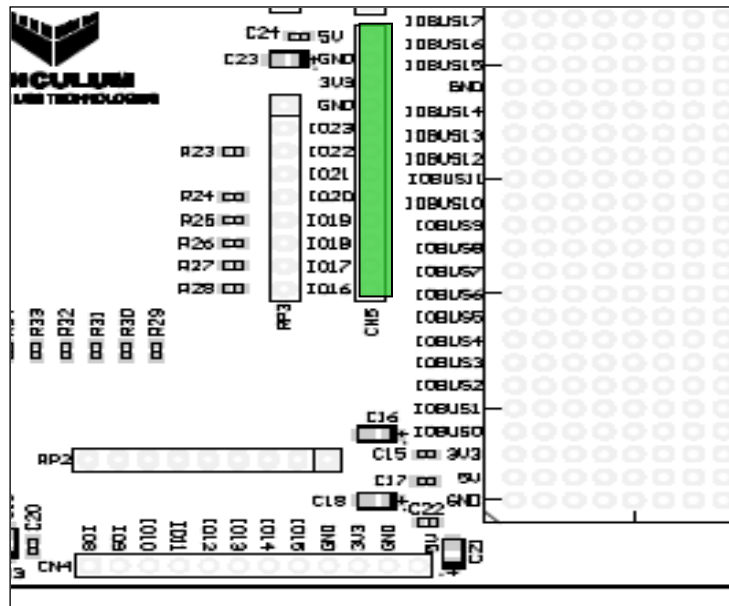 C24
5V
C23
+GND
3V3
GND
IO23
IO22
IO21
IO20
IO19
IO18
IO17
IO16
R23
R24
R25
R26
R27
R28
RP3
CN5
IOBUS17
IOBUS16
IOBUS15
GND
IOBUS14
IOBUS13
IOBUS12
IOBUS11
IOBUS10
IOBUS9
IOBUS8
IOBUS7
IOBUS6
IOBUS5
IOBUS4
IOBUS3
IOBUS2
IOBUS1
IOBUS0
3V3
5V
GND
R33
R32
R31
R30
R29
C16
C15
C17
C18
C22
RP2
C20
IO8
IO9
IO10
IO11
IO12
IO13
IO14
IO15
GND
3V3
GND
5V
CN4